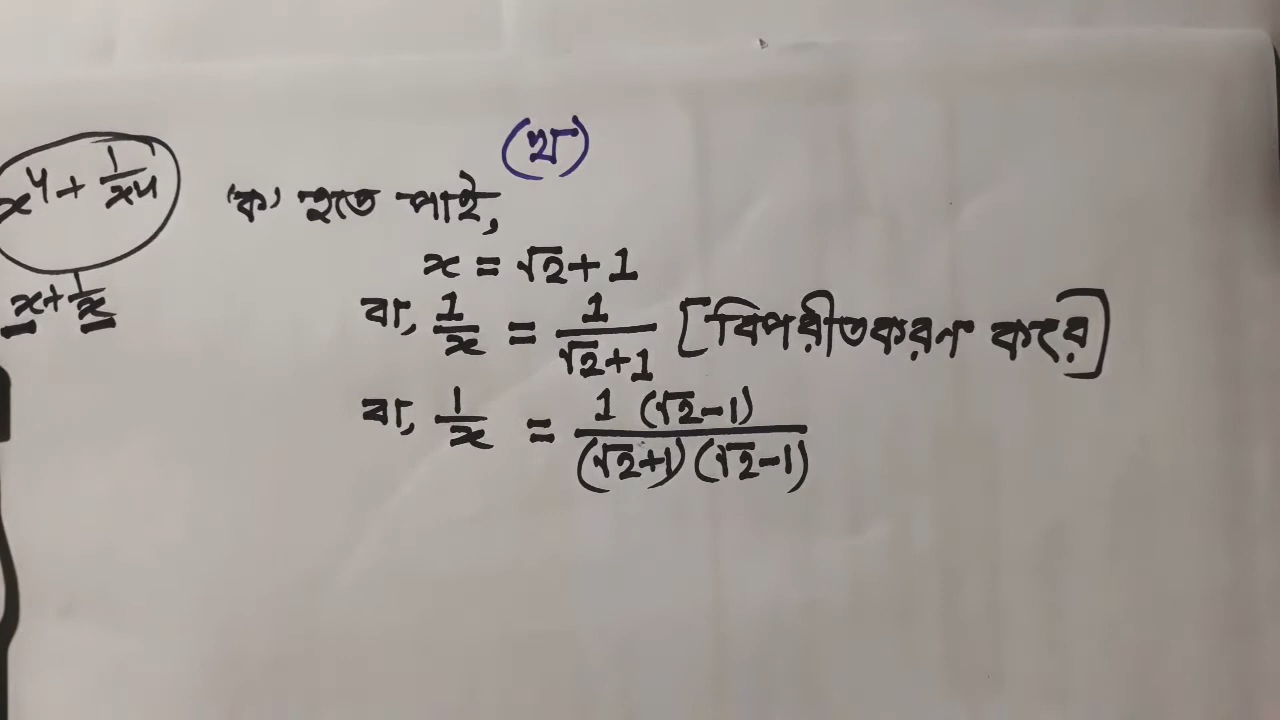 (খ)
x⁴ + 1/x⁴
x + 1/x
'ক' হতে পাই,
x = √2 + 1
বা, 1/x = 1/(√2+1) [বিপরীতকরন করে]
বা, 1/x = 1 (√2-1)/(√2+1) (√2-1)